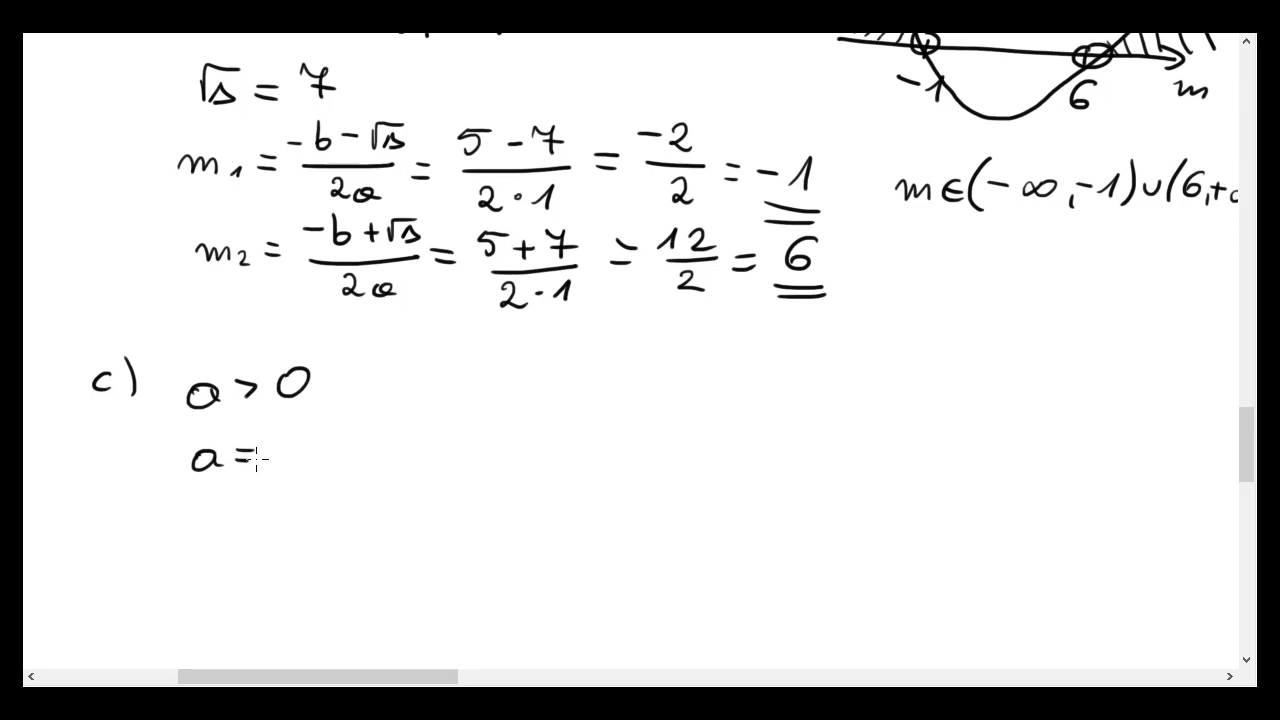 √Δ = 7
-1 6 m
m₁ = (-b-√Δ)/2a = (5-7)/(2·1) = -2/2 = -1
m∈(-∞,-1)∪(6,+
m₂ = (-b+√Δ)/2a = (5+7)/(2·1) = 12/2 = 6
c) a > 0
a =